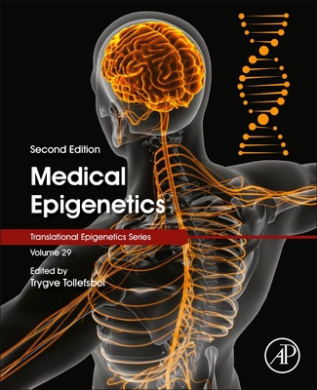 Second Edition
Medical
Epigenetics
Translational Epigenetics Series
Volume 29
Edited by
Trygve Tollefsbol
AP